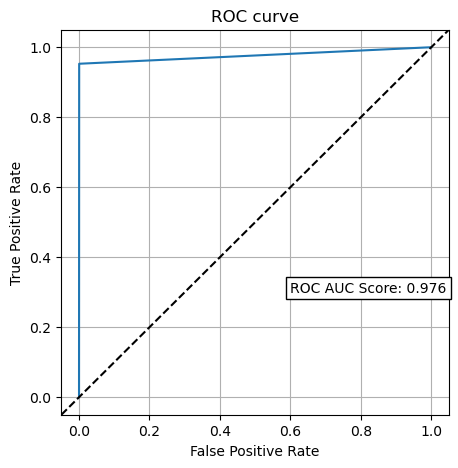 ROC curve
1.0
0.8
0.6
0.4
0.2
0.0
True Positive Rate
ROC AUC Score: 0.976
0.0 0.2 0.4 0.6 0.8 1.0
False Positive Rate